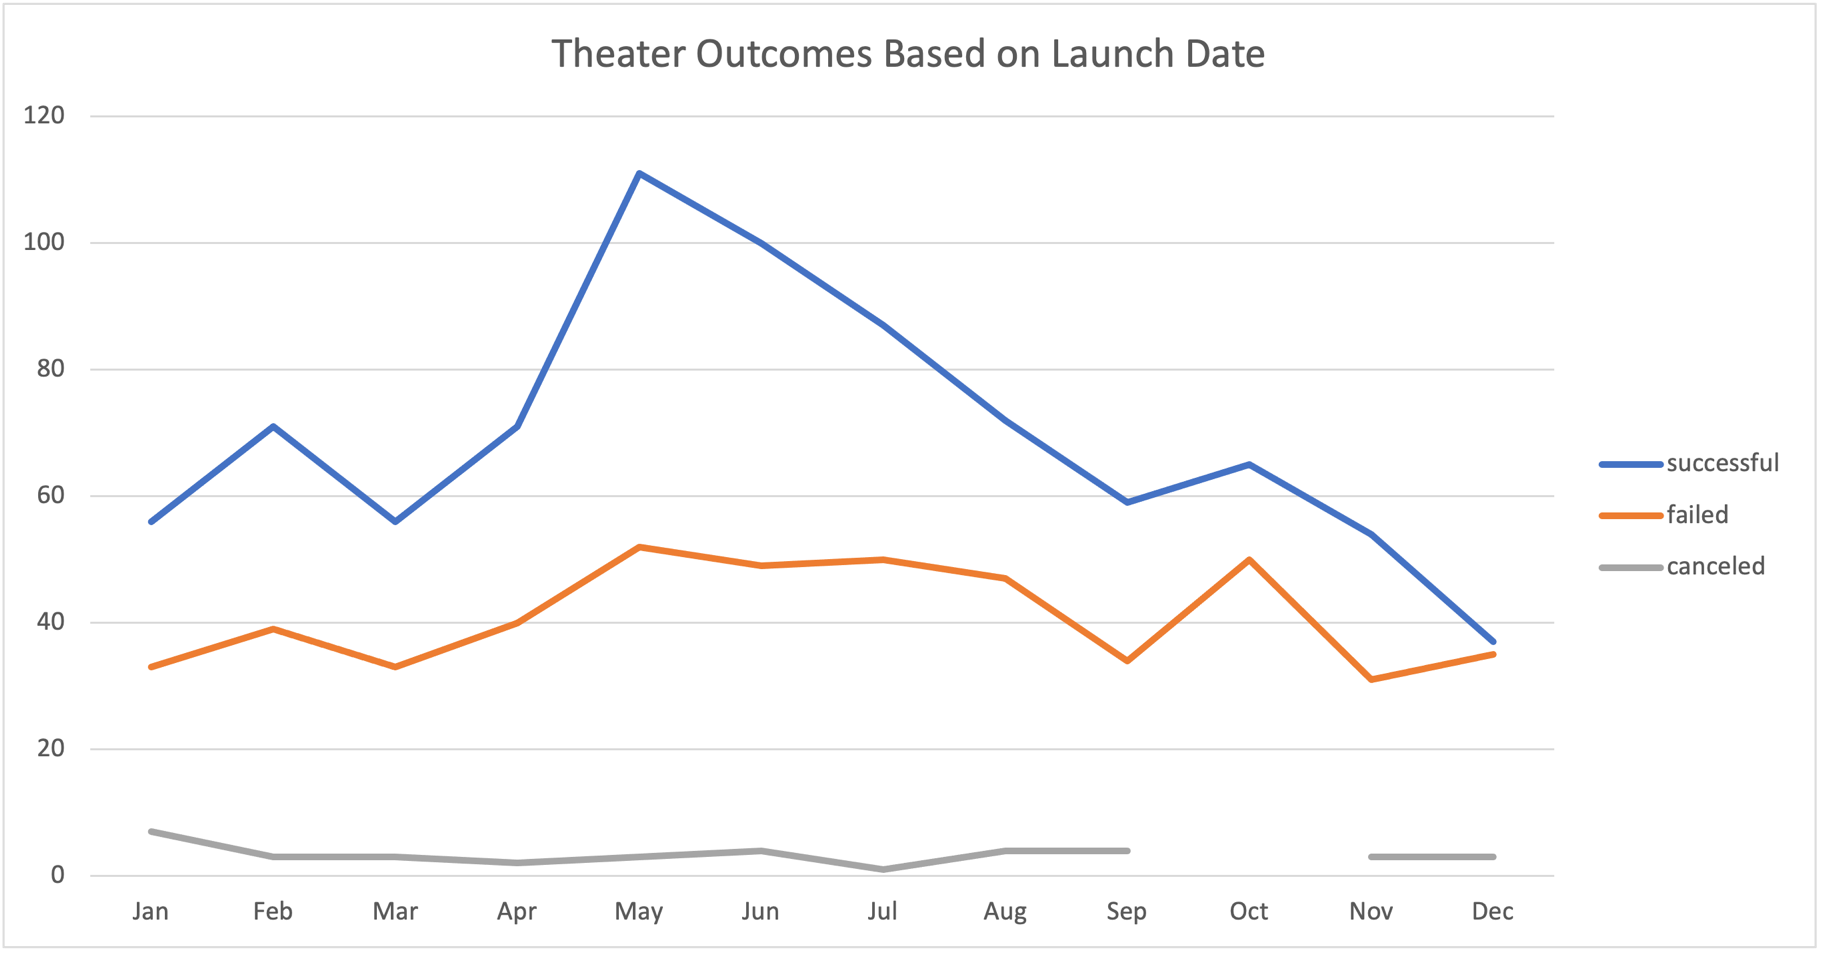 Theater Outcomes Based on Launch Date
120
100
80
60
40
20
0
Jan Feb Mar Apr May Jun Jul Aug Sep Oct Nov Dec
successful
failed
canceled